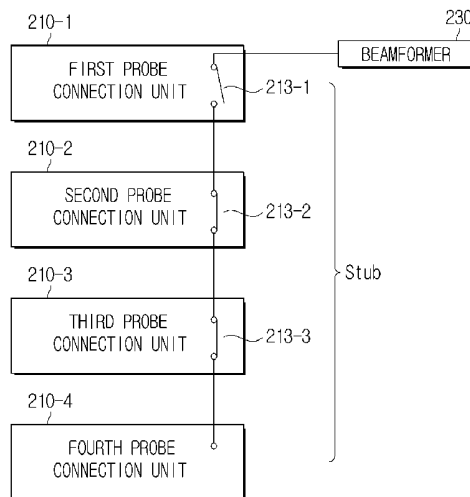 210-1
230
FIRST PROBE
CONNECTION UNIT
BEAMFORMER
213-1
210-2
SECOND PROBE
CONNECTION UNIT
213-2
210-3
Stub
THIRD PROBE
CONNECTION UNIT
213-3
210-4
FOURTH PROBE
CONNECTION UNIT